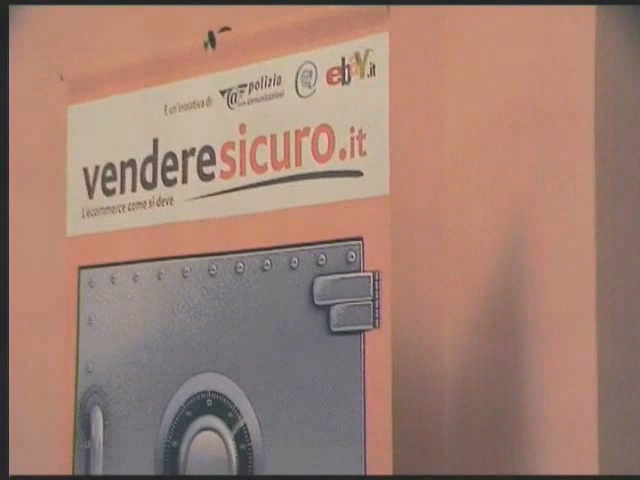 È un'iniziativa di: polizia
delle comunicazioni
ebay.it
venderesicuro.it
L'ecommerce come si deve